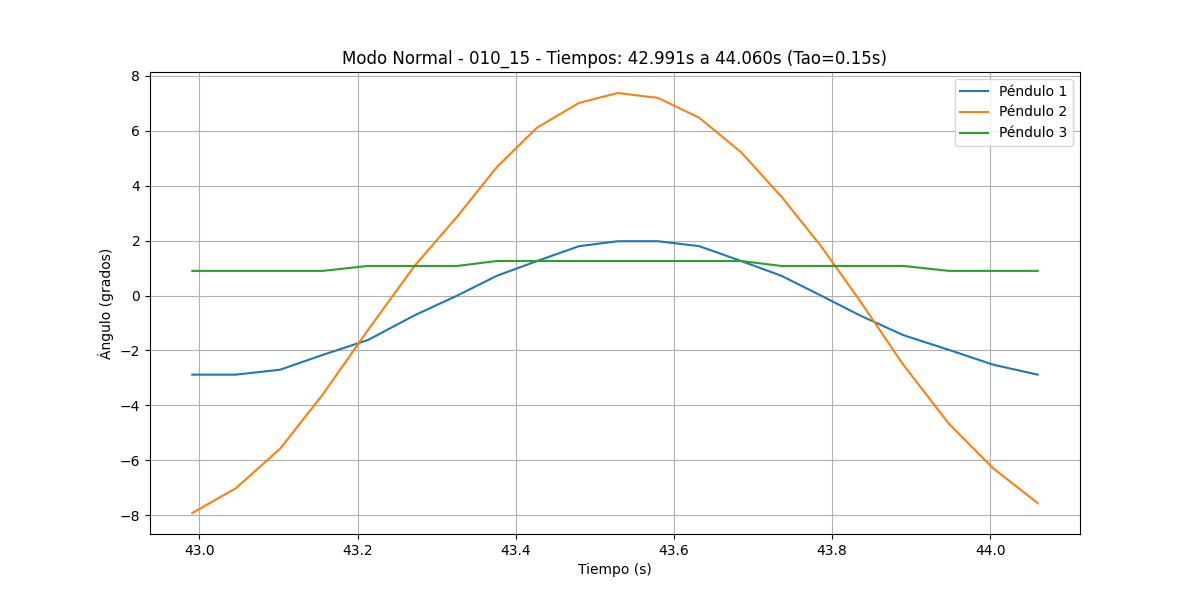 Modo Normal - 010_15 - Tiempos: 42.991s a 44.060s (Tao=0.15s)
Péndulo 1
Péndulo 2
Péndulo 3
Ángulo (grados)
8
6
4
2
0
−2
−4
−6
−8
43.0 43.2 43.4 43.6 43.8 44.0
Tiempo (s)